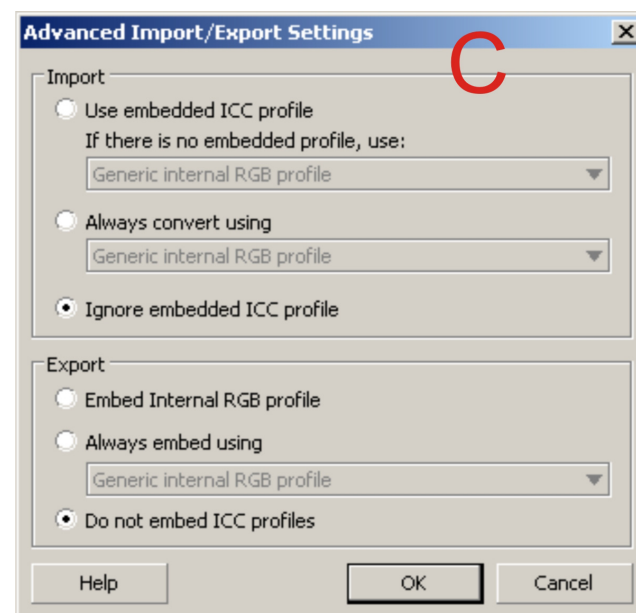 Advanced Import/Export Settings
C
Import
Use embedded ICC profile
If there is no embedded profile, use:
Generic internal RGB profile
Always convert using
Generic internal RGB profile
Ignore embedded ICC profile
Export
Embed Internal RGB profile
Always embed using
Generic internal RGB profile
Do not embed ICC profiles
Help OK Cancel